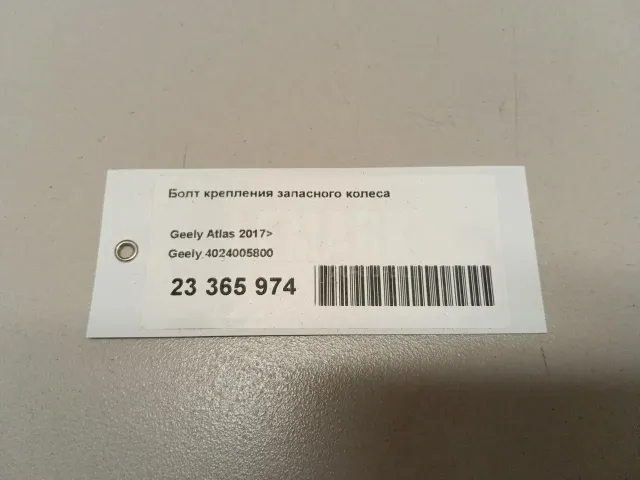 Болт крепления запасного колеса
Geely Atlas 2017>
Geely 4024005800
23 365 974